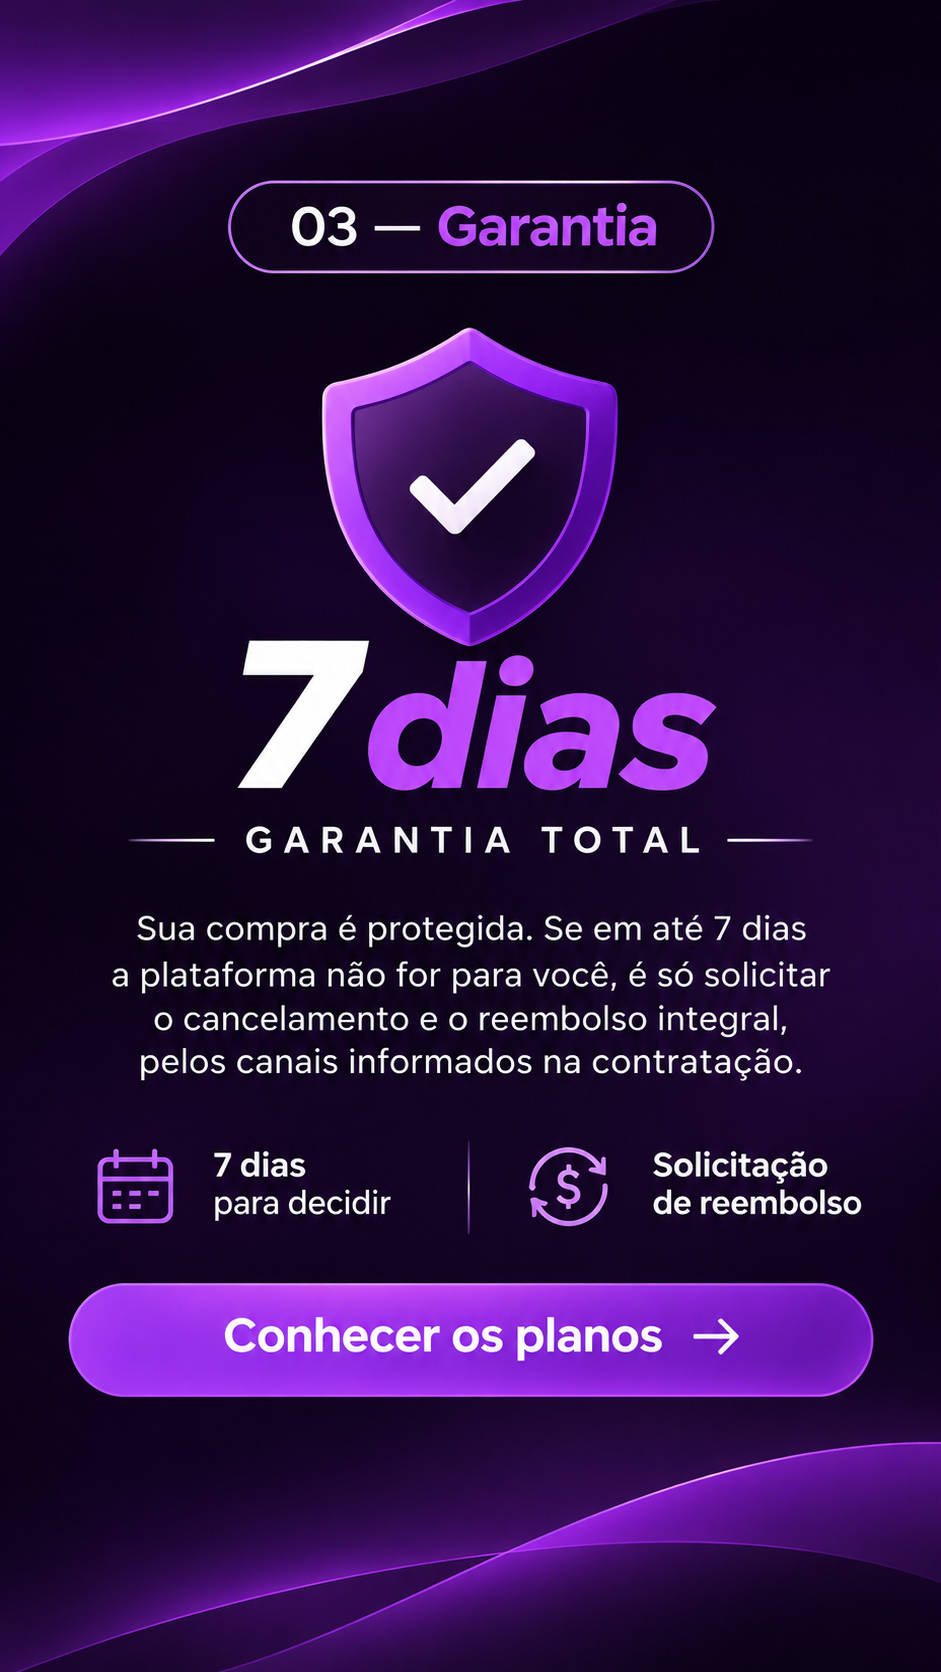 03 — Garantia
7 dias
GARANTIA TOTAL
Sua compra é protegida. Se em até 7 dias
a plataforma não for para você, é só solicitar
o cancelamento e o reembolso integral,
pelos canais informados na contratação.
7 dias
para decidir
$
Solicitação
de reembolso
Conhecer os planos →